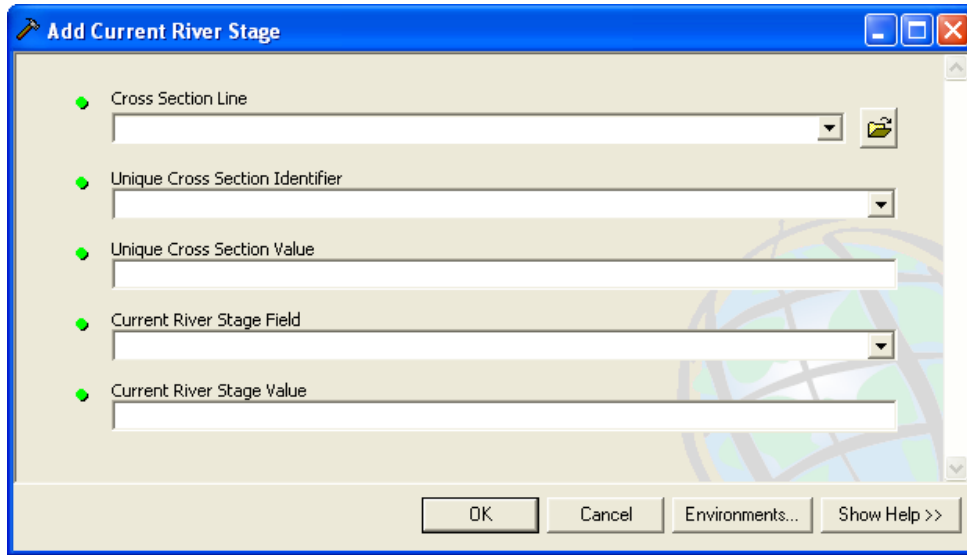 Add Current River Stage
Cross Section Line
Unique Cross Section Identifier
Unique Cross Section Value
Current River Stage Field
Current River Stage Value
OK Cancel Environments... Show Help >>